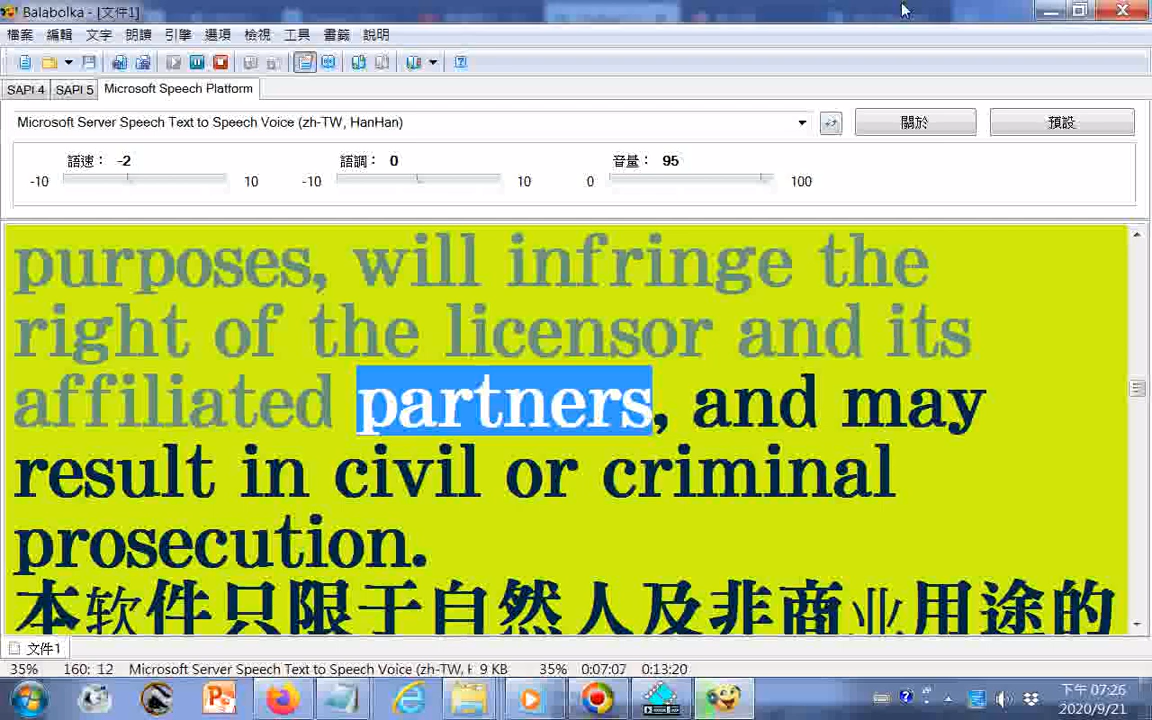 Balabolka - [文件1]
檔案 編輯 文字 朗讀 引擎 選項 檢視 工具 書籤 說明
SAPI 4 SAPI 5 Microsoft Speech Platform
Microsoft Server Speech Text to Speech Voice (zh-TW, HanHan) 關於 預設
語速： -2 語調： 0 音量： 95
-10 10 -10 10 0 100
purposes, will infringe the
right of the licensor and its
affiliated partners, and may
result in civil or criminal
prosecution.
本软件只限于自然人及非商业用途的
文件1
35% 160: 12 Microsoft Server Speech Text to Speech Voice (zh-TW, H 9 KB 35% 0:07:07 0:13:20
下午 07:26
2020/9/21